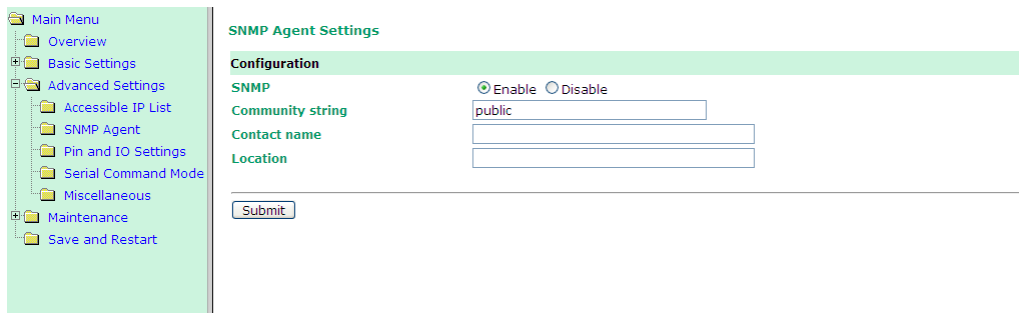 Main Menu
Overview
Basic Settings
Advanced Settings
Accessible IP List
SNMP Agent
Pin and IO Settings
Serial Command Mode
Miscellaneous
Maintenance
Save and Restart
SNMP Agent Settings
Configuration
SNMP Enable Disable
Community string public
Contact name
Location
Submit